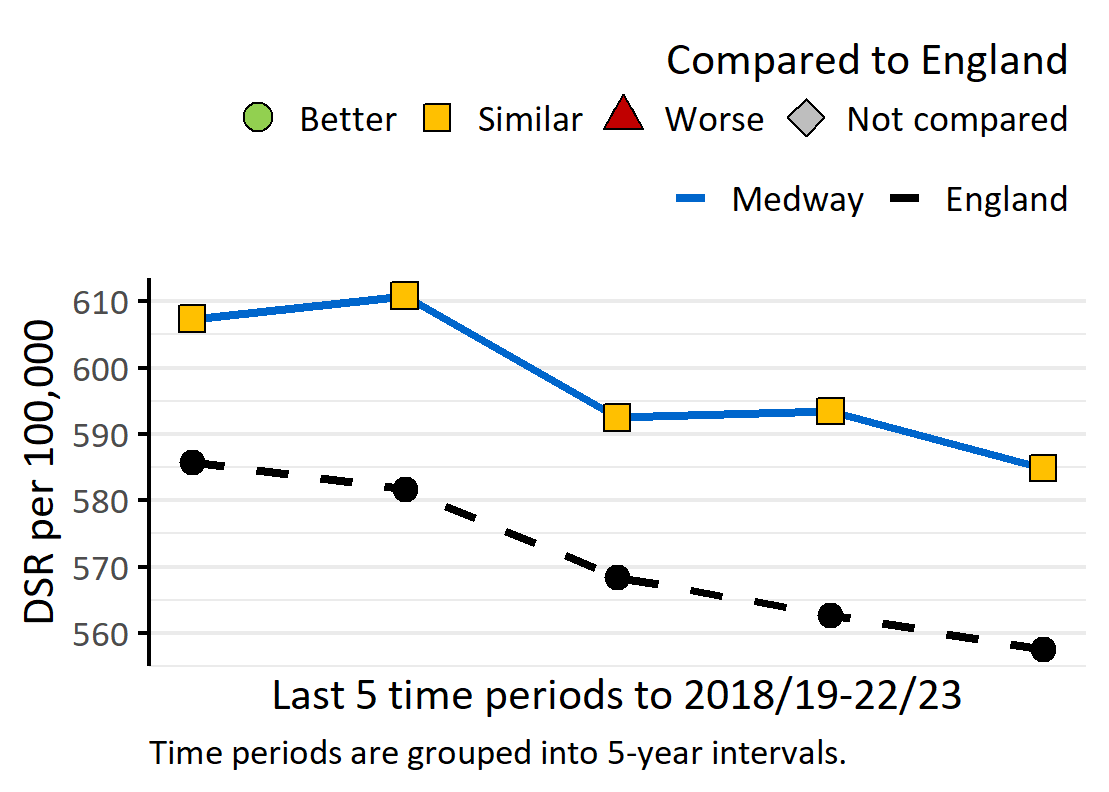 Compared to England
Better Similar Worse Not compared
Medway England
610
600
590
580
570
560
DSR per 100,000
Last 5 time periods to 2018/19-22/23
Time periods are grouped into 5-year intervals.